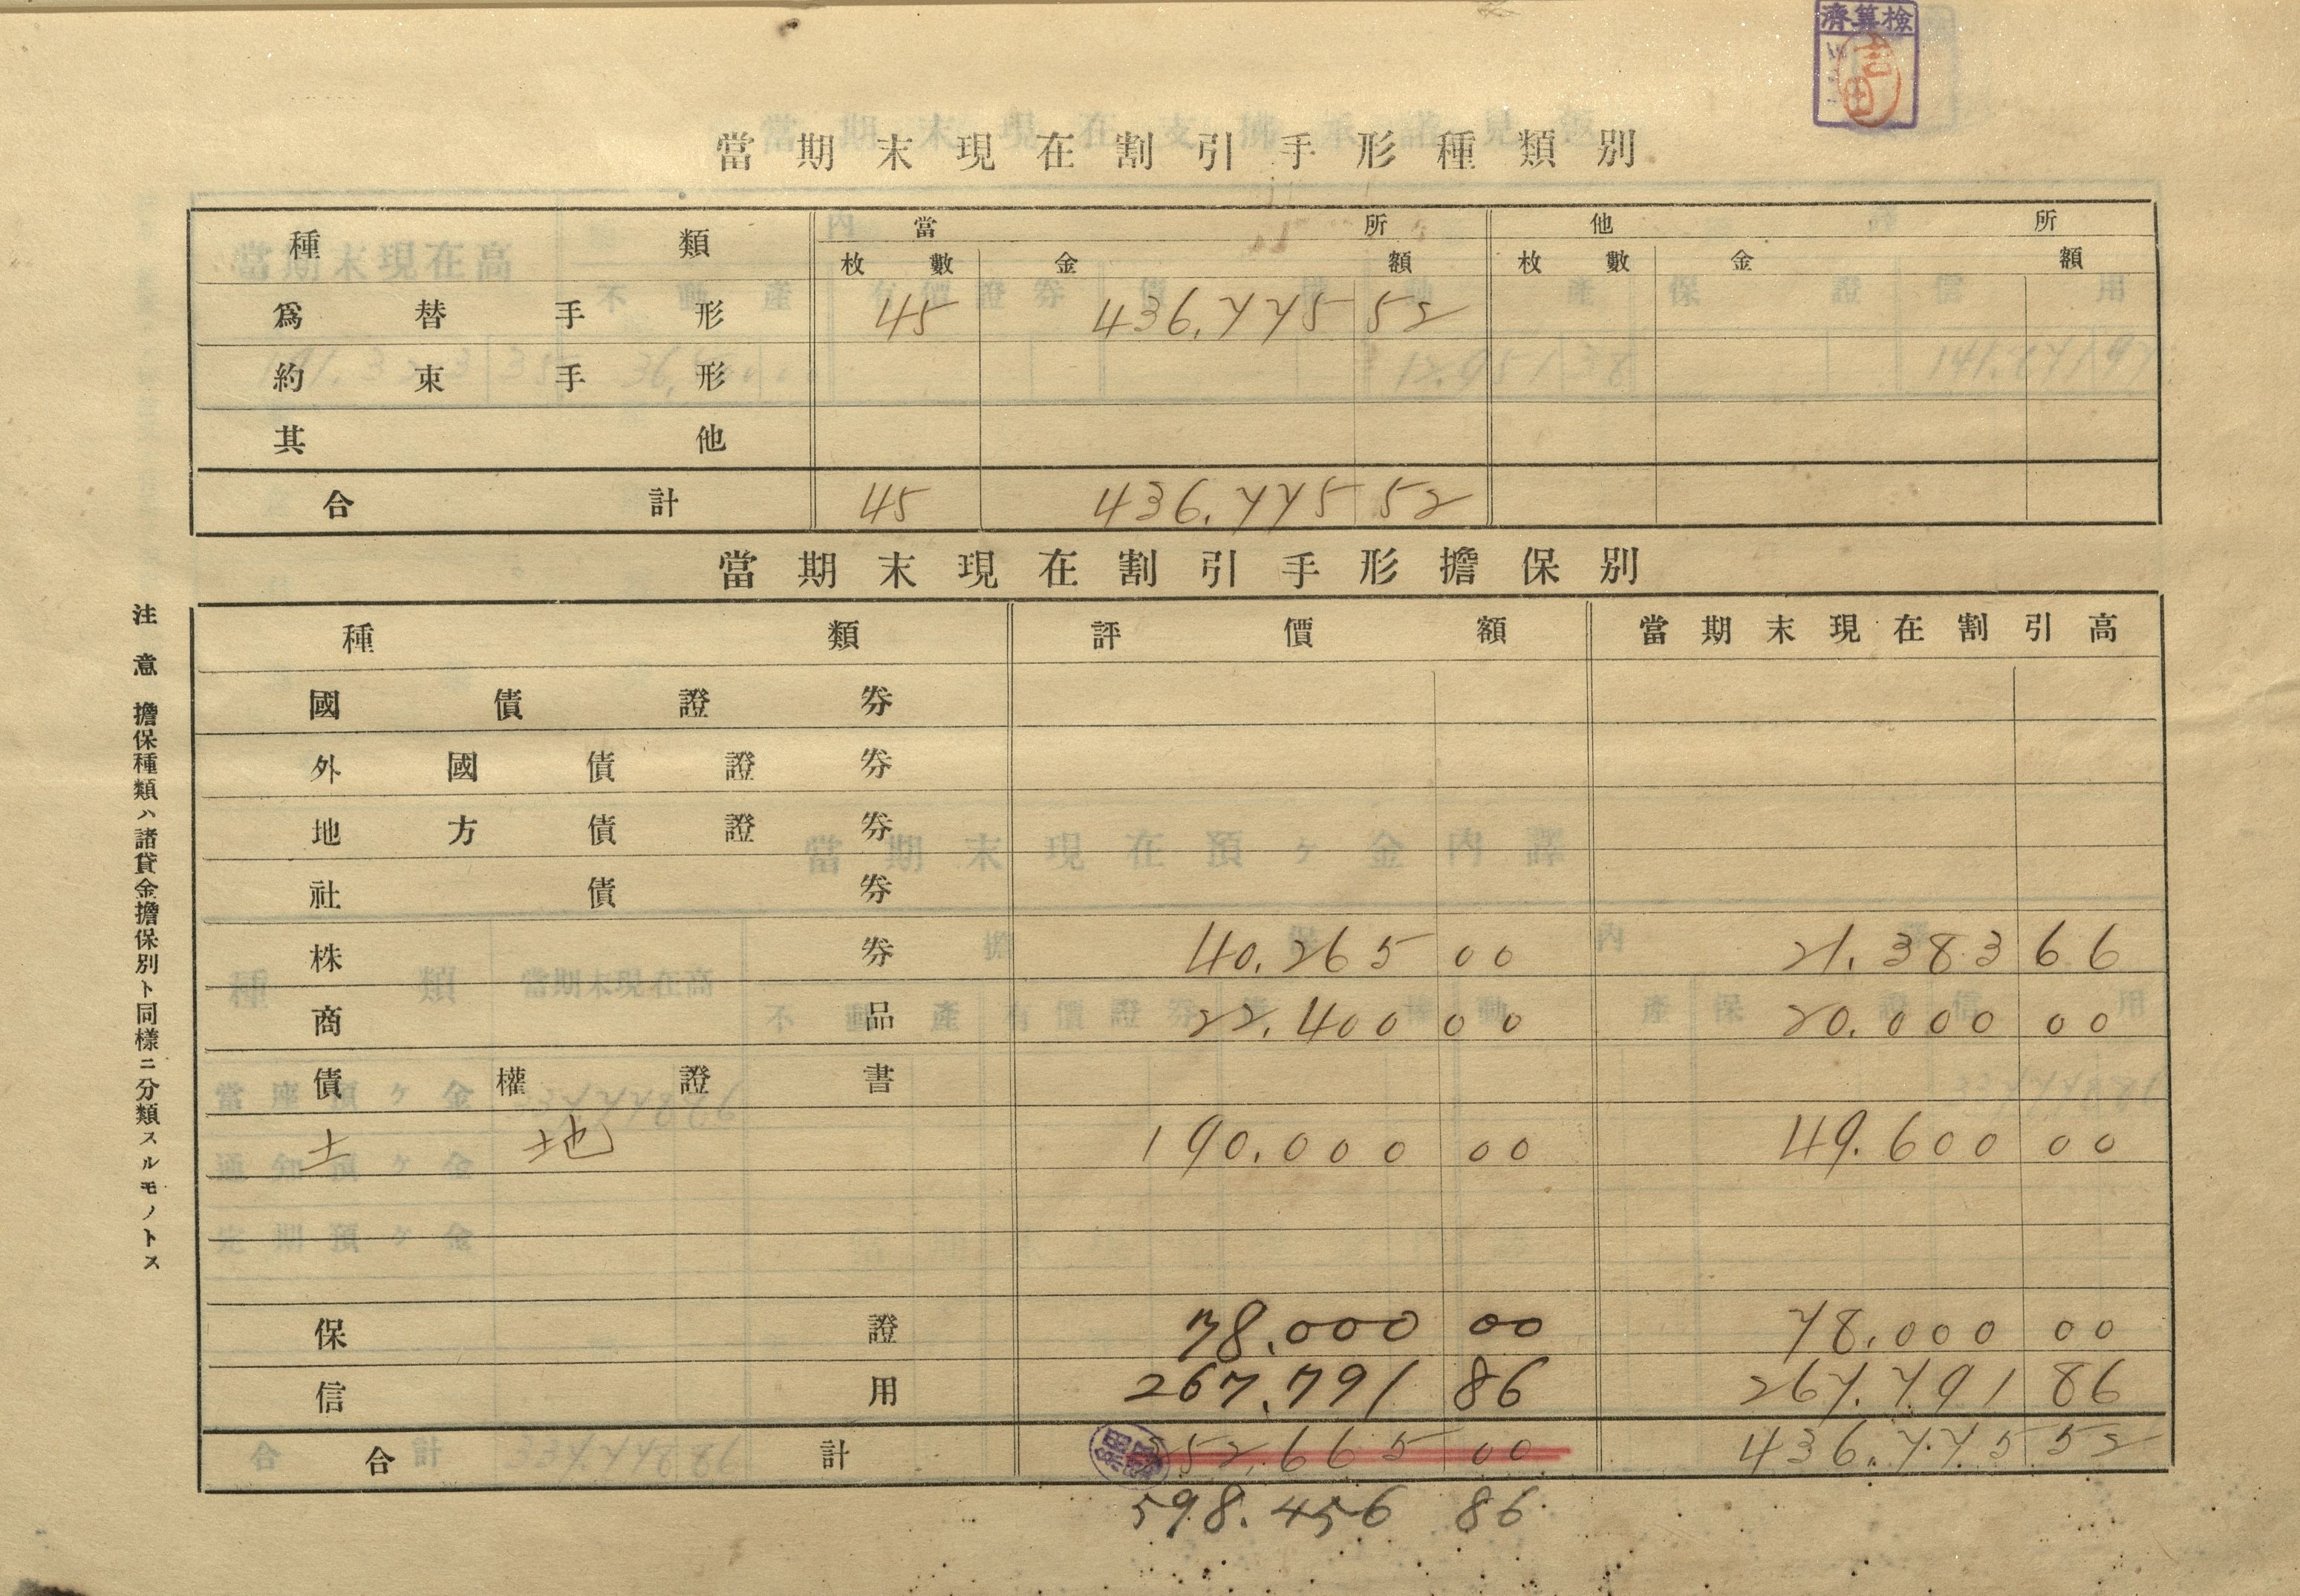 檢算濟
吉田
當期末現在割引手形種類別
種類 當所 他所
枚數 金額 枚數 金額
爲替手形 45 436.775 52
約束手形
其他
合計 45 436.775 52
當期末現在割引手形擔保別
種類 評價額 當期末現在割引高
國債證券
外國債證券
地方債證券
社債券
株券 40.265 00 21.383 66
商品 22.400 00 20.000 00
債權證書
土地 190.000 00 49.600 00
保證 78.000 00 78.000 00
信用 267.791 86 267.791 86
合計 52.665 00 436.775 52
598.456 86
注意 擔保種類ハ諸貸金擔保別ト同樣ニ分類スルモノトス